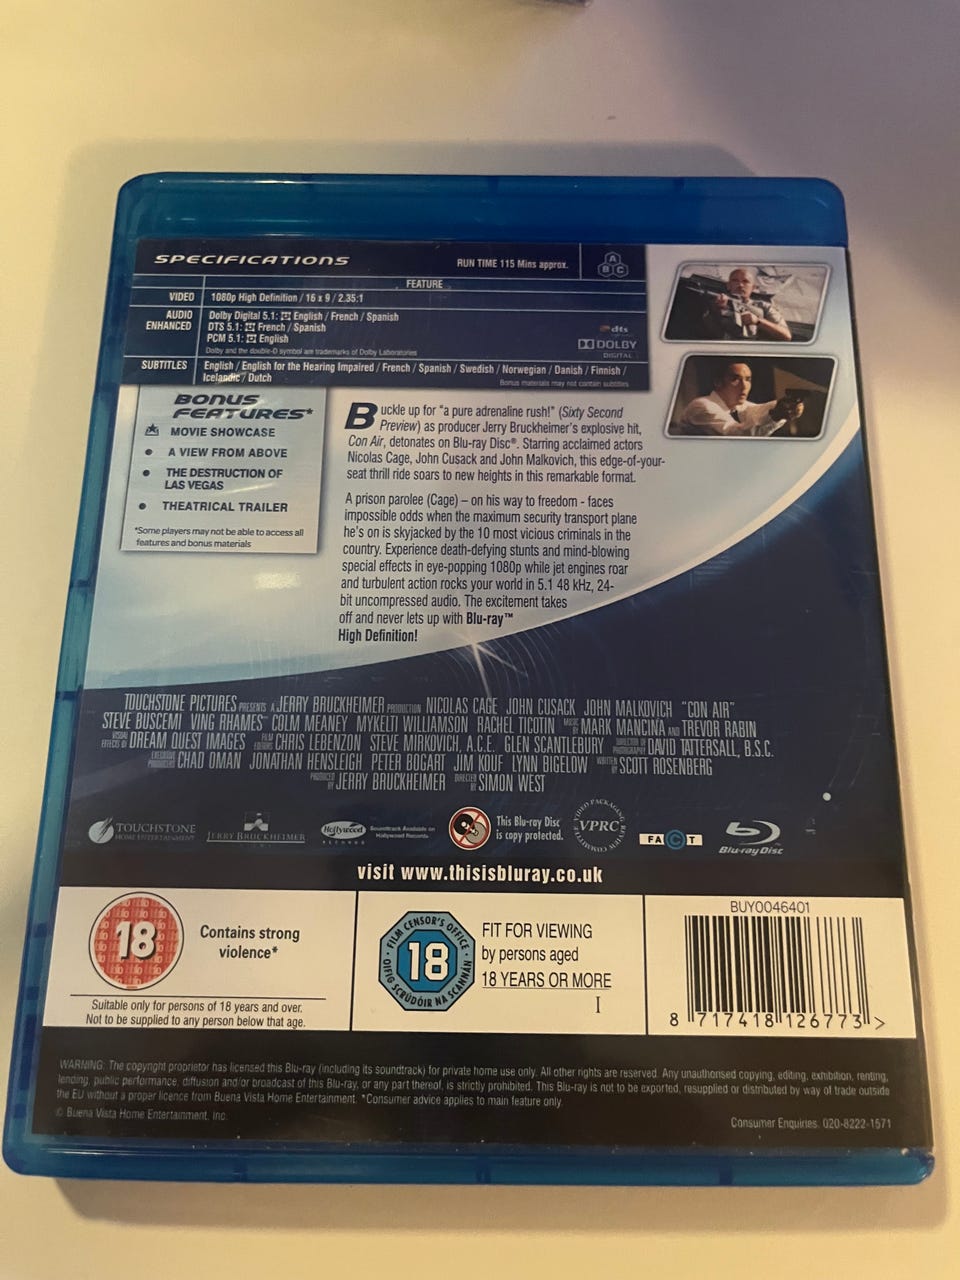 SPECIFICATIONS
RUN TIME 115 Mins approx.
A
B C
FEATURE
VIDEO 1080p High Definition / 16 x 9 / 2.35:1
AUDIO ENHANCED
Dolby Digital 5.1: English / French / Spanish
DTS 5.1: French / Spanish
PCM 5.1: English
Dolby and the double-D symbol are trademarks of Dolby Laboratories
dts
DOLBY
DIGITAL
SUBTITLES English / English for the Hearing Impaired / French / Spanish / Swedish / Norwegian / Danish / Finnish /
Icelandic / Dutch
Bonus materials may not contain subtitles
BONUS
FEATURES*
MOVIE SHOWCASE
• A VIEW FROM ABOVE
• THE DESTRUCTION OF
LAS VEGAS
• THEATRICAL TRAILER
*Some players may not be able to access all
features and bonus materials
Buckle up for "a pure adrenaline rush!" (Sixty Second
Preview) as producer Jerry Bruckheimer's explosive hit,
Con Air, detonates on Blu-ray Disc®. Starring acclaimed actors
Nicolas Cage, John Cusack and John Malkovich, this edge-of-your-
seat thrill ride soars to new heights in this remarkable format.
A prison parolee (Cage) – on his way to freedom - faces
impossible odds when the maximum security transport plane
he's on is skyjacked by the 10 most vicious criminals in the
country. Experience death-defying stunts and mind-blowing
special effects in eye-popping 1080p while jet engines roar
and turbulent action rocks your world in 5.1 48 kHz, 24-
bit uncompressed audio. The excitement takes
off and never lets up with Blu-ray™
High Definition!
TOUCHSTONE PICTURES PRESENTS A JERRY BRUCKHEIMER PRODUCTION NICOLAS CAGE JOHN CUSACK JOHN MALKOVICH "CON AIR"
STEVE BUSCEMI VING RHAMES COLM MEANEY MYKELTI WILLIAMSON RACHEL TICOTIN MUSIC BY MARK MANCINA AND TREVOR RABIN
VISUAL EFFECTS BY DREAM QUEST IMAGES FILM EDITORS CHRIS LEBENZON STEVE MIRKOVICH, A.C.E. GLEN SCANTLEBURY DIRECTOR OF PHOTOGRAPHY DAVID TATTERSALL, B.S.C.
EXECUTIVE PRODUCERS CHAD OMAN JONATHAN HENSLEIGH PETER BOGART JIM KOUF LYNN BIGELOW WRITTEN BY SCOTT ROSENBERG
PRODUCED BY JERRY BRUCKHEIMER DIRECTED BY SIMON WEST
TOUCHSTONE
HOME ENTERTAINMENT
JERRY BRUCKHEIMER
FILMS
Hollywood
RECORDS
Soundtrack Available on
Hollywood Records
This Blu-ray Disc
is copy protected.
VIDEO PACKAGING REVIEW COMMITTEE
VPRC
FACT
Blu-ray Disc
visit www.thisisbluray.co.uk
18
Contains strong
violence*
Suitable only for persons of 18 years and over.
Not to be supplied to any person below that age.
FILM CENSOR'S OFFICE
18
OIFIG SCRÚDÓIR NA SCANNÁN
FIT FOR VIEWING
by persons aged
18 YEARS OR MORE
I
BUY0046401
8 717418 126773 >
WARNING: The copyright proprietor has licensed this Blu-ray (including its soundtrack) for private home use only. All other rights are reserved. Any unauthorised copying, editing, exhibition, renting,
lending, public performance, diffusion and/or broadcast of this Blu-ray, or any part thereof, is strictly prohibited. This Blu-ray is not to be exported, resupplied or distributed by way of trade outside
the EU without a proper licence from Buena Vista Home Entertainment. *Consumer advice applies to main feature only.
© Buena Vista Home Entertainment, Inc.
Consumer Enquiries. 020-8222-1571